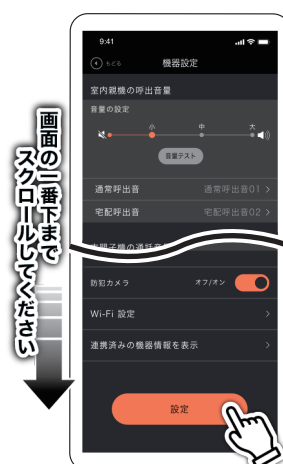 画面の一番下まで
スクロールしてください
9:41
もどる
機器設定
室内親機の呼出音量
音量の設定
小 中 大
音量テスト
通常呼出音 通常呼出音01 >
宅配呼出音 宅配呼出音02 >
防犯カメラ オフ/オン
Wi-Fi 設定 >
連携済みの機器情報を表示 >
設定